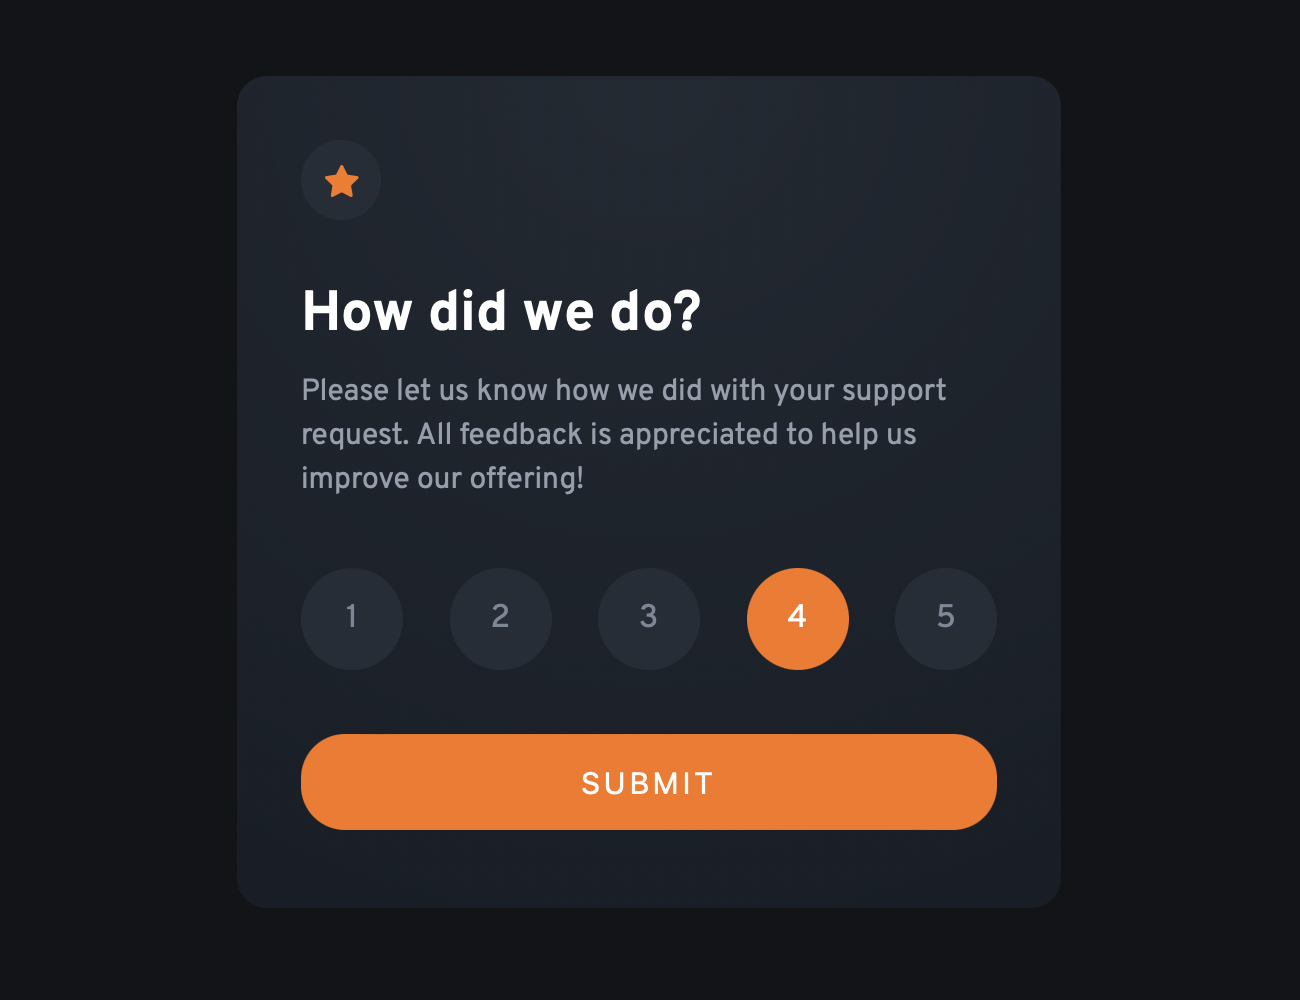 How did we do?
Please let us know how we did with your support
request. All feedback is appreciated to help us
improve our offering!
1 2 3 4 5
SUBMIT